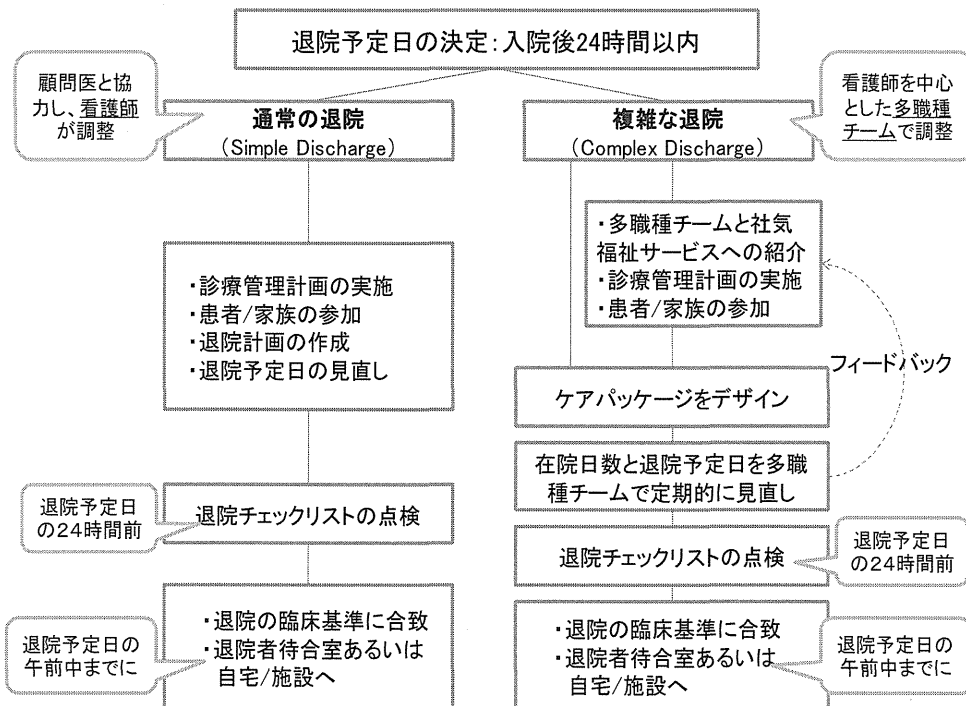 退院予定日の決定:入院後24時間以内
顧問医と協
力し、看護師
が調整
通常の退院
(Simple Discharge)
複雑な退院
(Complex Discharge)
看護師を中心
とした多職種
チームで調整
・診療管理計画の実施
・患者/家族の参加
・退院計画の作成
・退院予定日の見直し
・多職種チームと社気
福祉サービスへの紹介
・診療管理計画の実施
・患者/家族の参加
フィードバック
ケアパッケージをデザイン
在院日数と退院予定日を多職
種チームで定期的に見直し
退院予定日
の24時間前
退院チェックリストの点検
退院チェックリストの点検
退院予定日
の24時間前
退院予定日の
午前中までに
・退院の臨床基準に合致
・退院者待合室あるいは
自宅/施設へ
・退院の臨床基準に合致
・退院者待合室あるいは
自宅/施設へ
退院予定日の
午前中までに